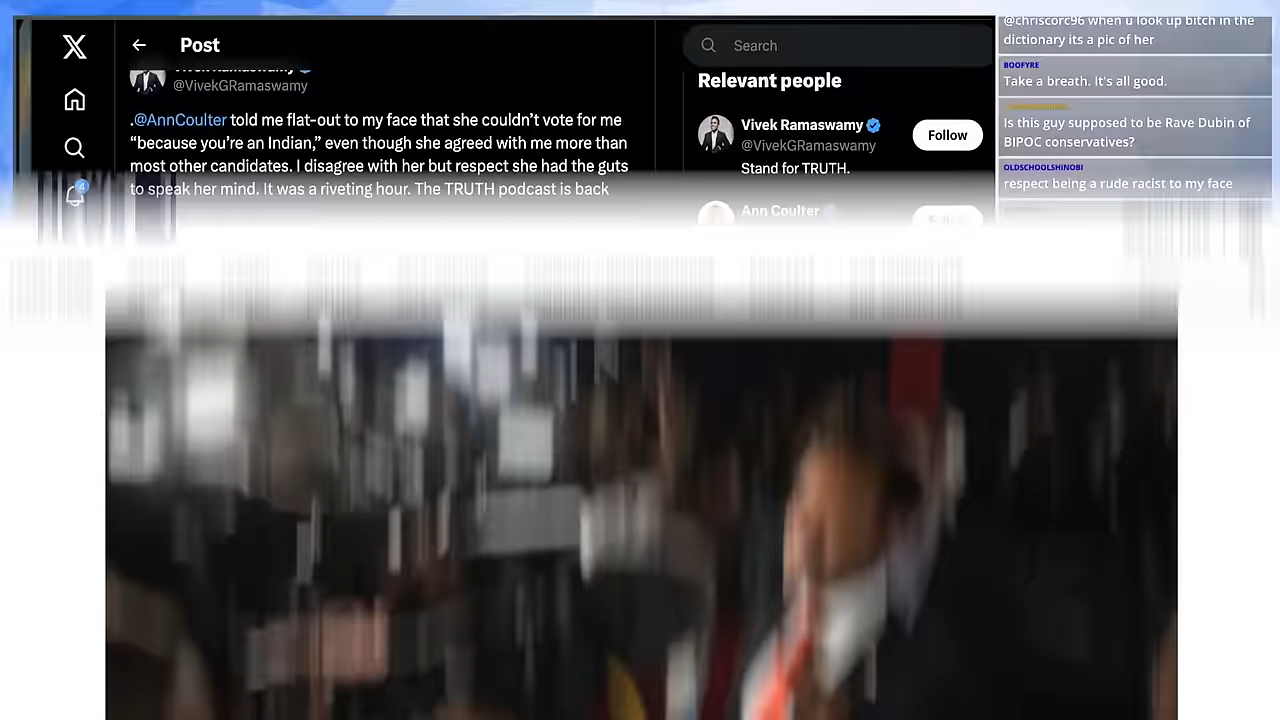 Post
Search
@VivekGRamaswamy
.@AnnCoulter told me flat-out to my face that she couldn’t vote for me
“because you’re an Indian,” even though she agreed with me more than
most other candidates. I disagree with her but respect she had the guts
to speak her mind. It was a riveting hour. The TRUTH podcast is back
4
Relevant people
Vivek Ramaswamy
@VivekGRamaswamy
Follow
Stand for TRUTH.
Ann Coulter
@chriscorc96 when u look up bitch in the
dictionary its a pic of her
BOOFYRE
Take a breath. It's all good.
Is this guy supposed to be Rave Dubin of
BIPOC conservatives?
OLDSCHOOLSHINOBI
respect being a rude racist to my face